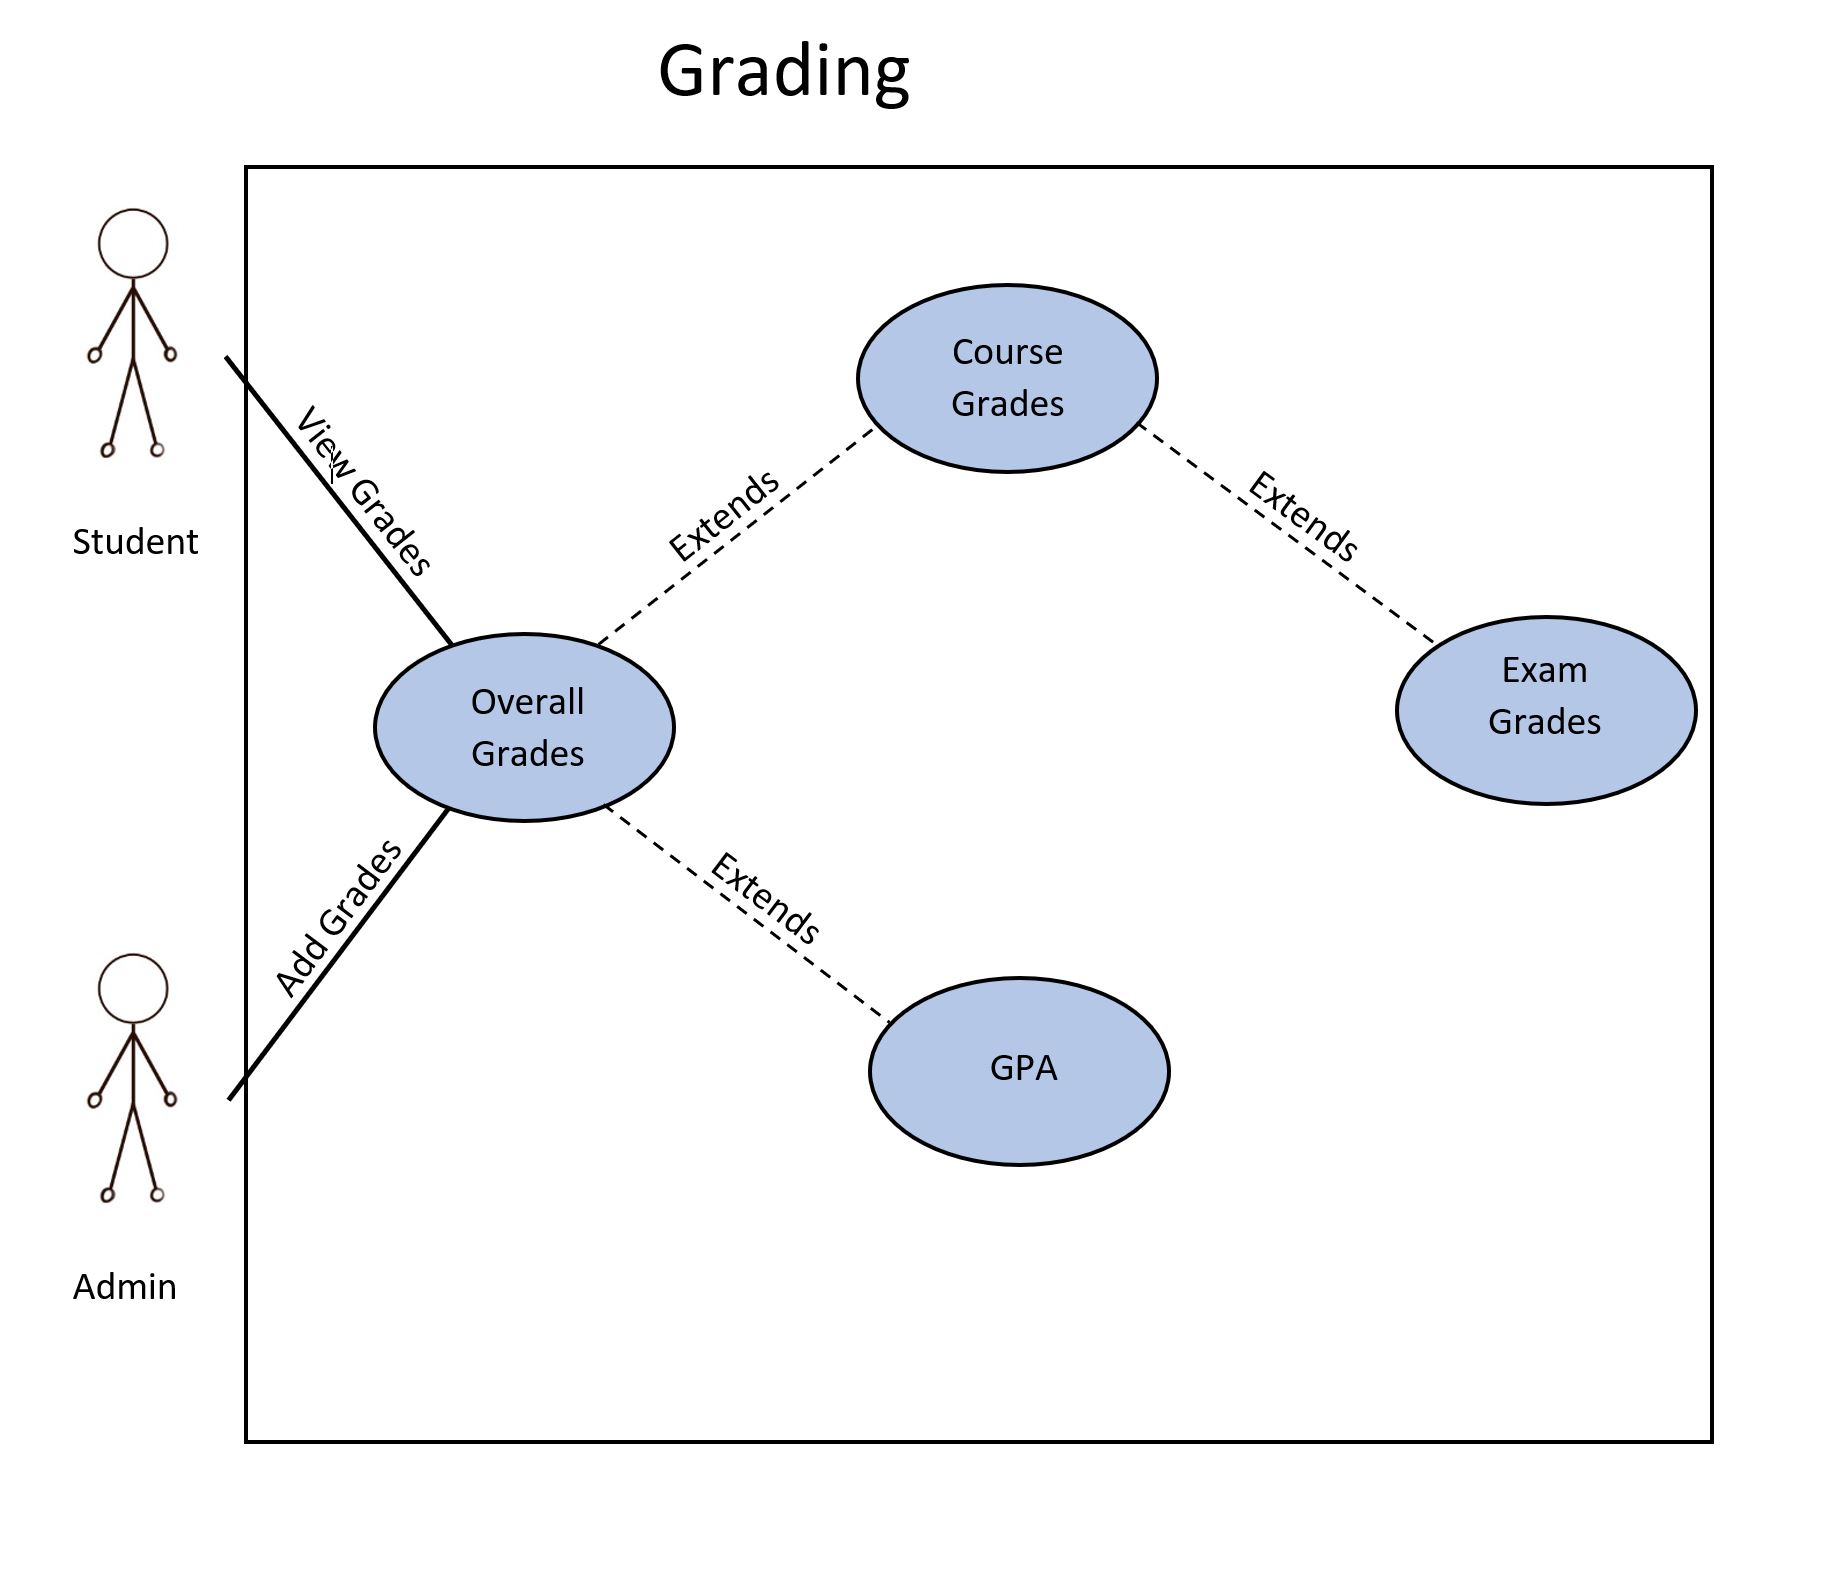 Grading
Student
View Grades
Course
Grades
Extends
Extends
Overall
Grades
Exam
Grades
Add Grades
Extends
GPA
Admin